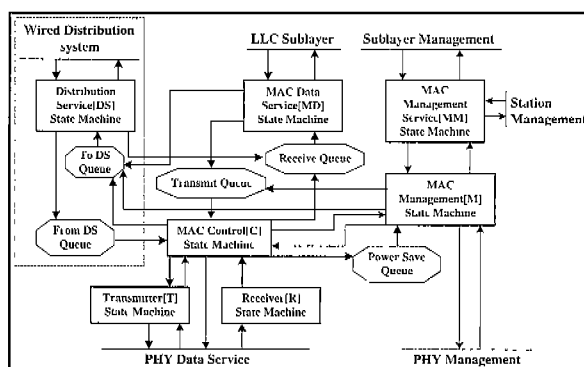 Wired Distribution
system
LLC Sublayer
Sublayer Management
Distribution
Service[DS]
State Machine
MAC Data
Service[MD]
State Machine
MAC
Management
Service[MM]
State Machine
Station
Management
To DS
Queue
Receive Queue
Transmit Queue
MAC
Management[M]
State Machine
From DS
Queue
MAC Control[C]
State Machine
Power Save
Queue
Transmitter[T]
State Machine
Receiver[R]
State Machine
PHY Data Service
PHY Management